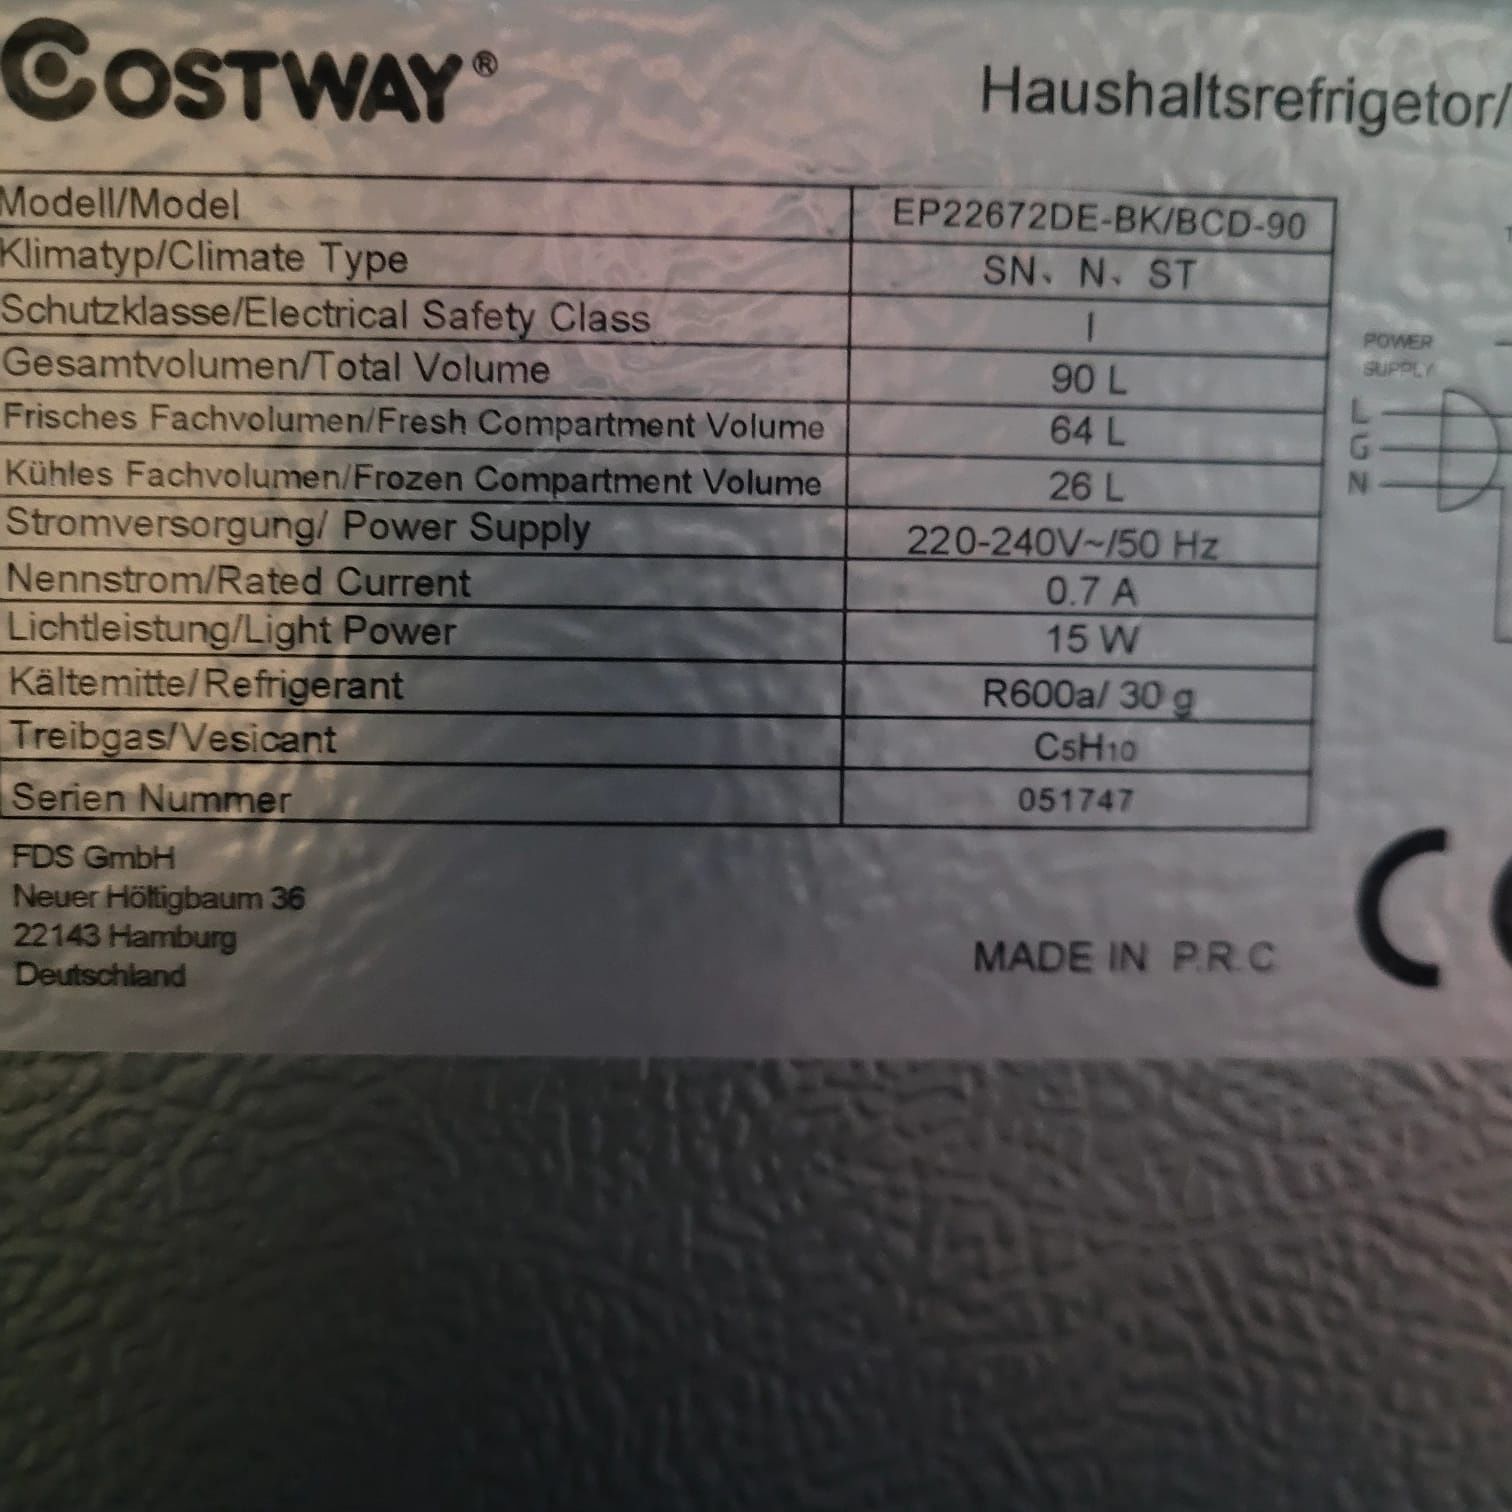 COSTWAY®
Haushaltsrefrigetor/
Modell/Model EP22672DE-BK/BCD-90
Klimatyp/Climate Type SN、N、ST
Schutzklasse/Electrical Safety Class I
Gesamtvolumen/Total Volume 90 L
Frisches Fachvolumen/Fresh Compartment Volume 64 L
Kühles Fachvolumen/Frozen Compartment Volume 26 L
Stromversorgung/ Power Supply 220-240V~/50 Hz
Nennstrom/Rated Current 0.7 A
Lichtleistung/Light Power 15 W
Kältemitte/Refrigerant R600a/ 30 g
Treibgas/Vesicant C5H10
Serien Nummer 051747
POWER
SUPPLY
L
G
N
FDS GmbH
Neuer Höltigbaum 36
22143 Hamburg
Deutschland
MADE IN P.R.C
C